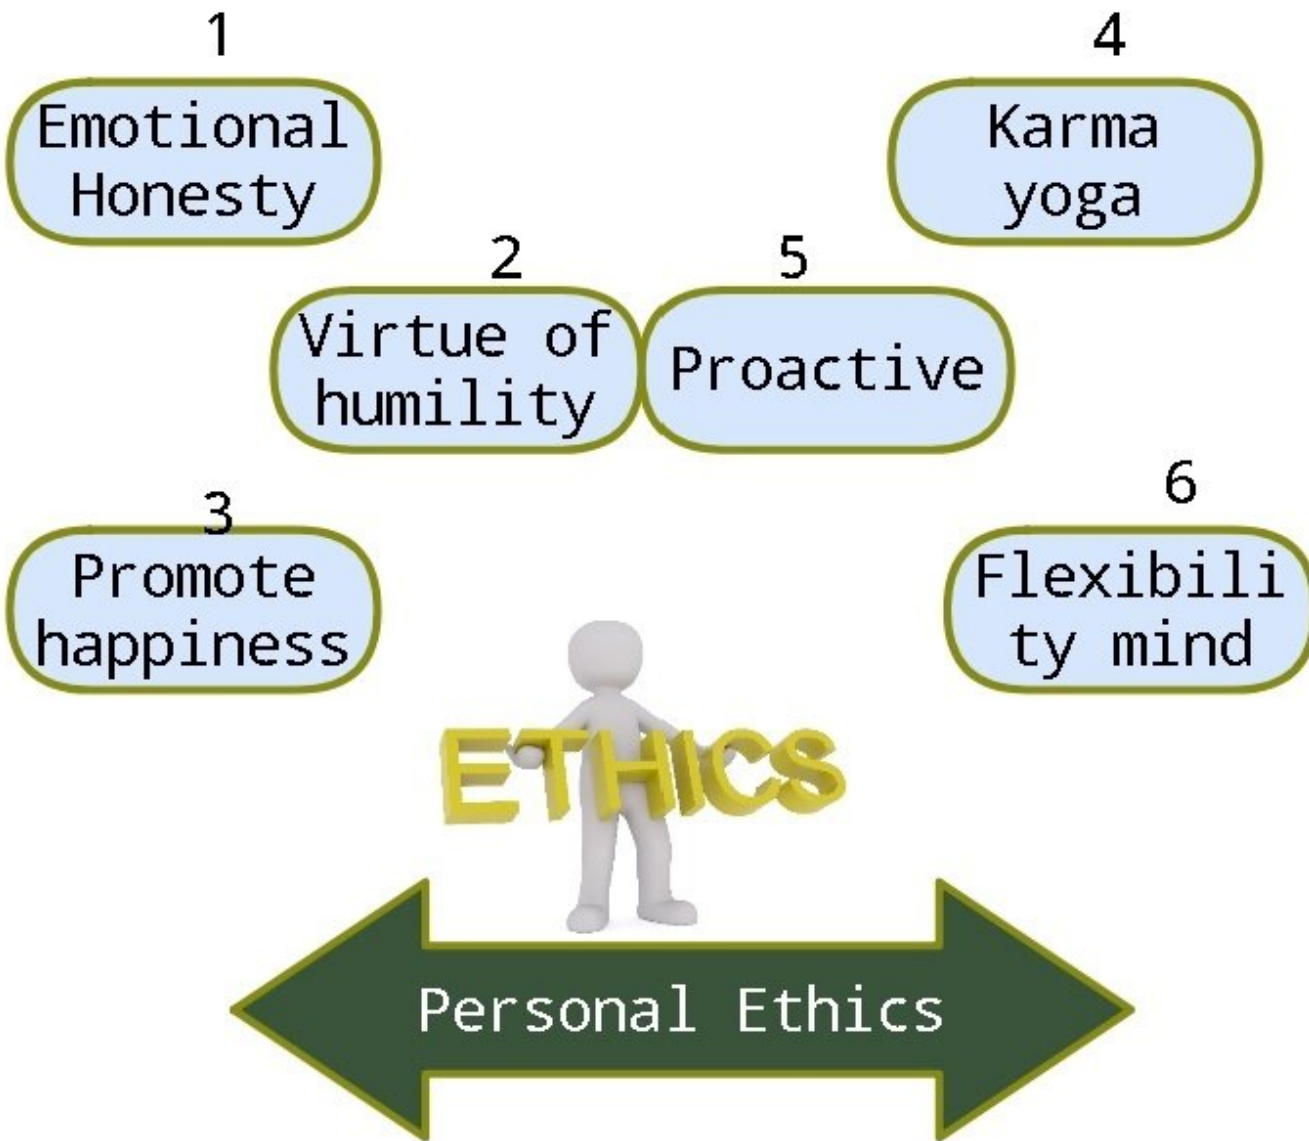 1
Emotional
Honesty
2
Virtue of
humility
3
Promote
happiness
4
Karma
yoga
5
Proactive
6
Flexibili
ty mind
ETHICS
Personal Ethics